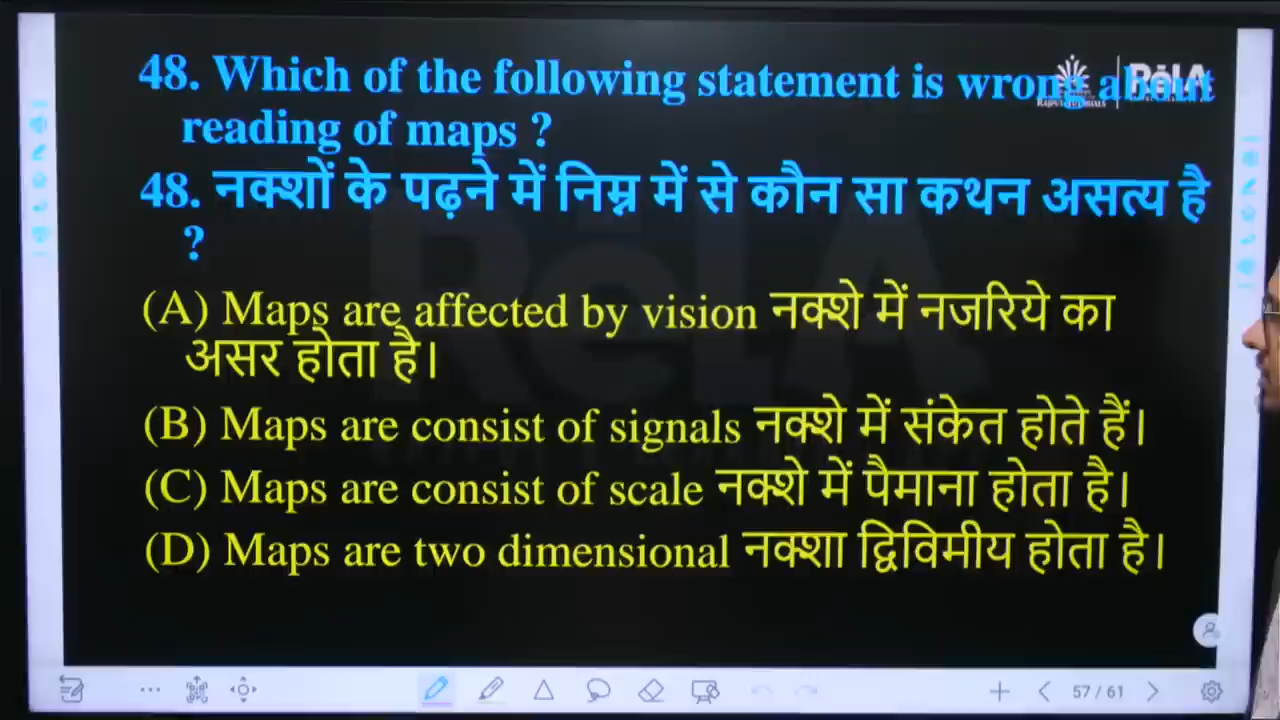 48. Which of the following statement is wrong about
reading of maps ?
48. नक्शों के पढ़ने में निम्न में से कौन सा कथन असत्य है
?
(A) Maps are affected by vision नक्शे में नजरिये का
असर होता है।
(B) Maps are consist of signals नक्शे में संकेत होते हैं।
(C) Maps are consist of scale नक्शे में पैमाना होता है।
(D) Maps are two dimensional नक्शा द्विविमीय होता है।
RēLA
57 / 61